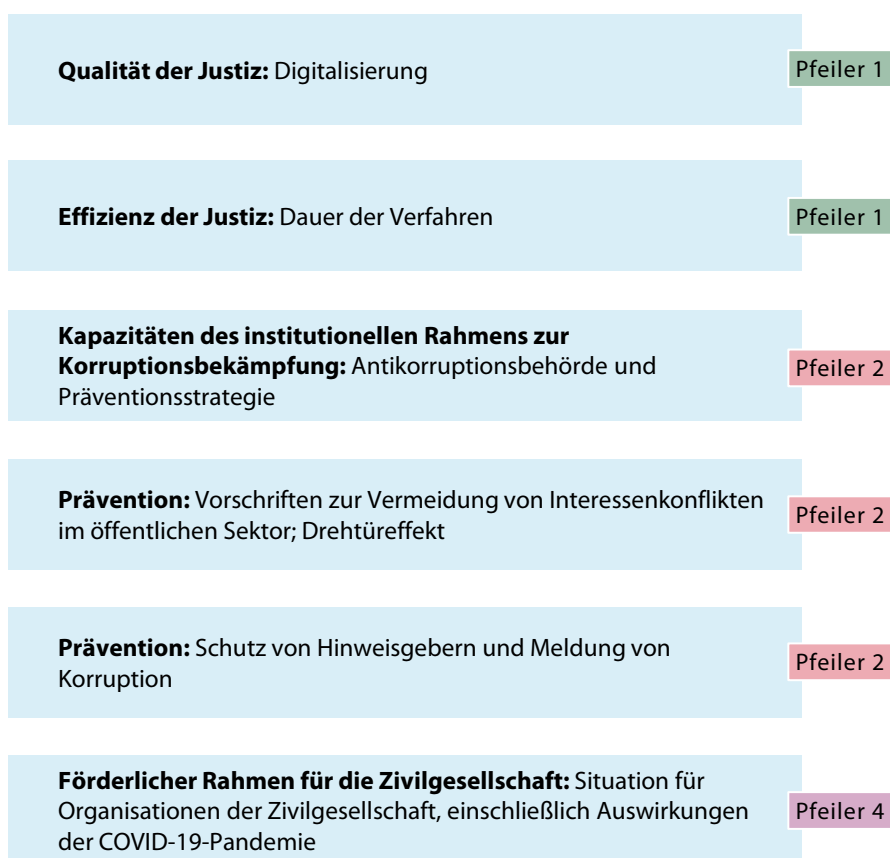 Qualität der Justiz: Digitalisierung
Pfeiler 1
Effizienz der Justiz: Dauer der Verfahren
Pfeiler 1
Kapazitäten des institutionellen Rahmens zur
Korruptionsbekämpfung: Antikorruptionsbehörde und
Präventionsstrategie
Pfeiler 2
Prävention: Vorschriften zur Vermeidung von Interessenkonflikten
im öffentlichen Sektor; Drehtüreffekt
Pfeiler 2
Prävention: Schutz von Hinweisgebern und Meldung von
Korruption
Pfeiler 2
Förderlicher Rahmen für die Zivilgesellschaft: Situation für
Organisationen der Zivilgesellschaft, einschließlich Auswirkungen
der COVID-19-Pandemie
Pfeiler 4